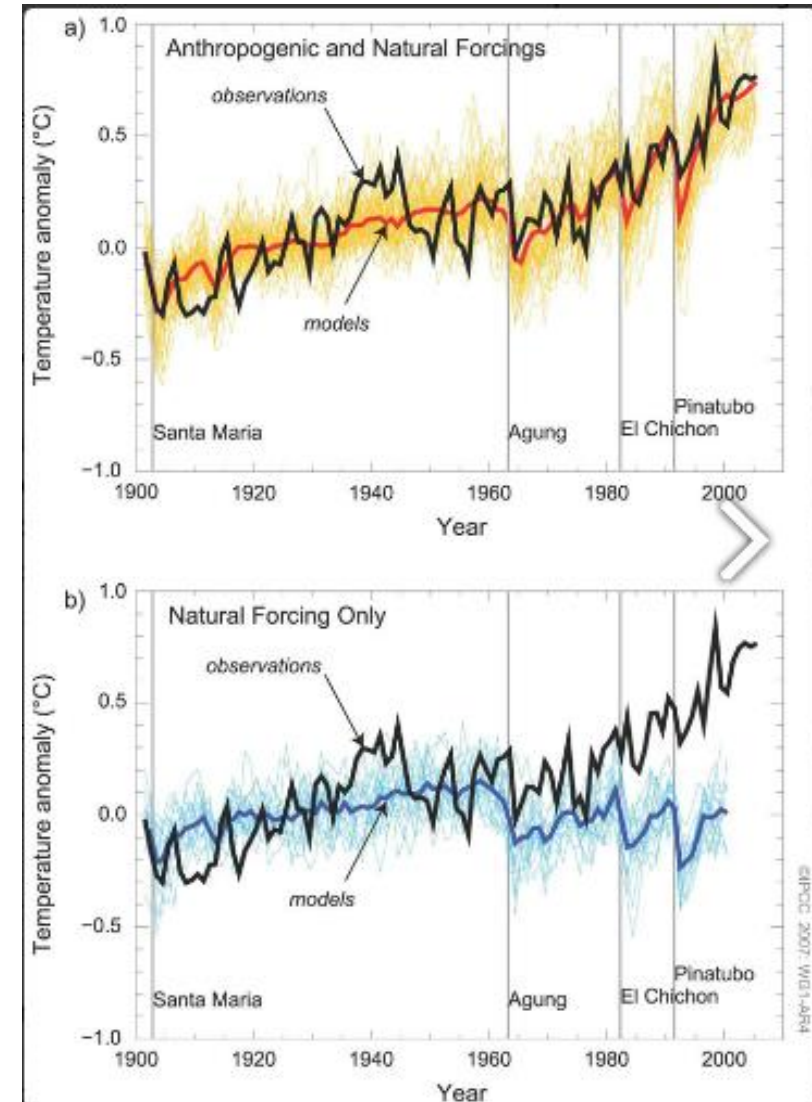 a)
Anthropogenic and Natural Forcings
observations
models
Temperature anomaly (°C)
1.0
0.5
0.0
−0.5
−1.0
Santa Maria
Agung
El Chichon
Pinatubo
1900 1920 1940 1960 1980 2000
Year
b)
Natural Forcing Only
observations
models
Temperature anomaly (°C)
1.0
0.5
0.0
−0.5
−1.0
Santa Maria
Agung
El Chichon
Pinatubo
1900 1920 1940 1960 1980 2000
Year
©IPCC 2007: WG1-AR4